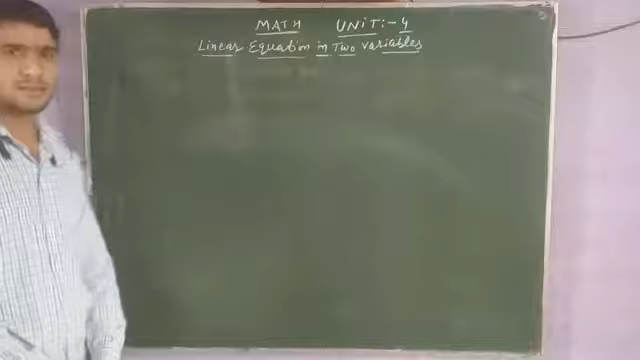 MATH UNiT:- 4
Linear Equation in Two variables